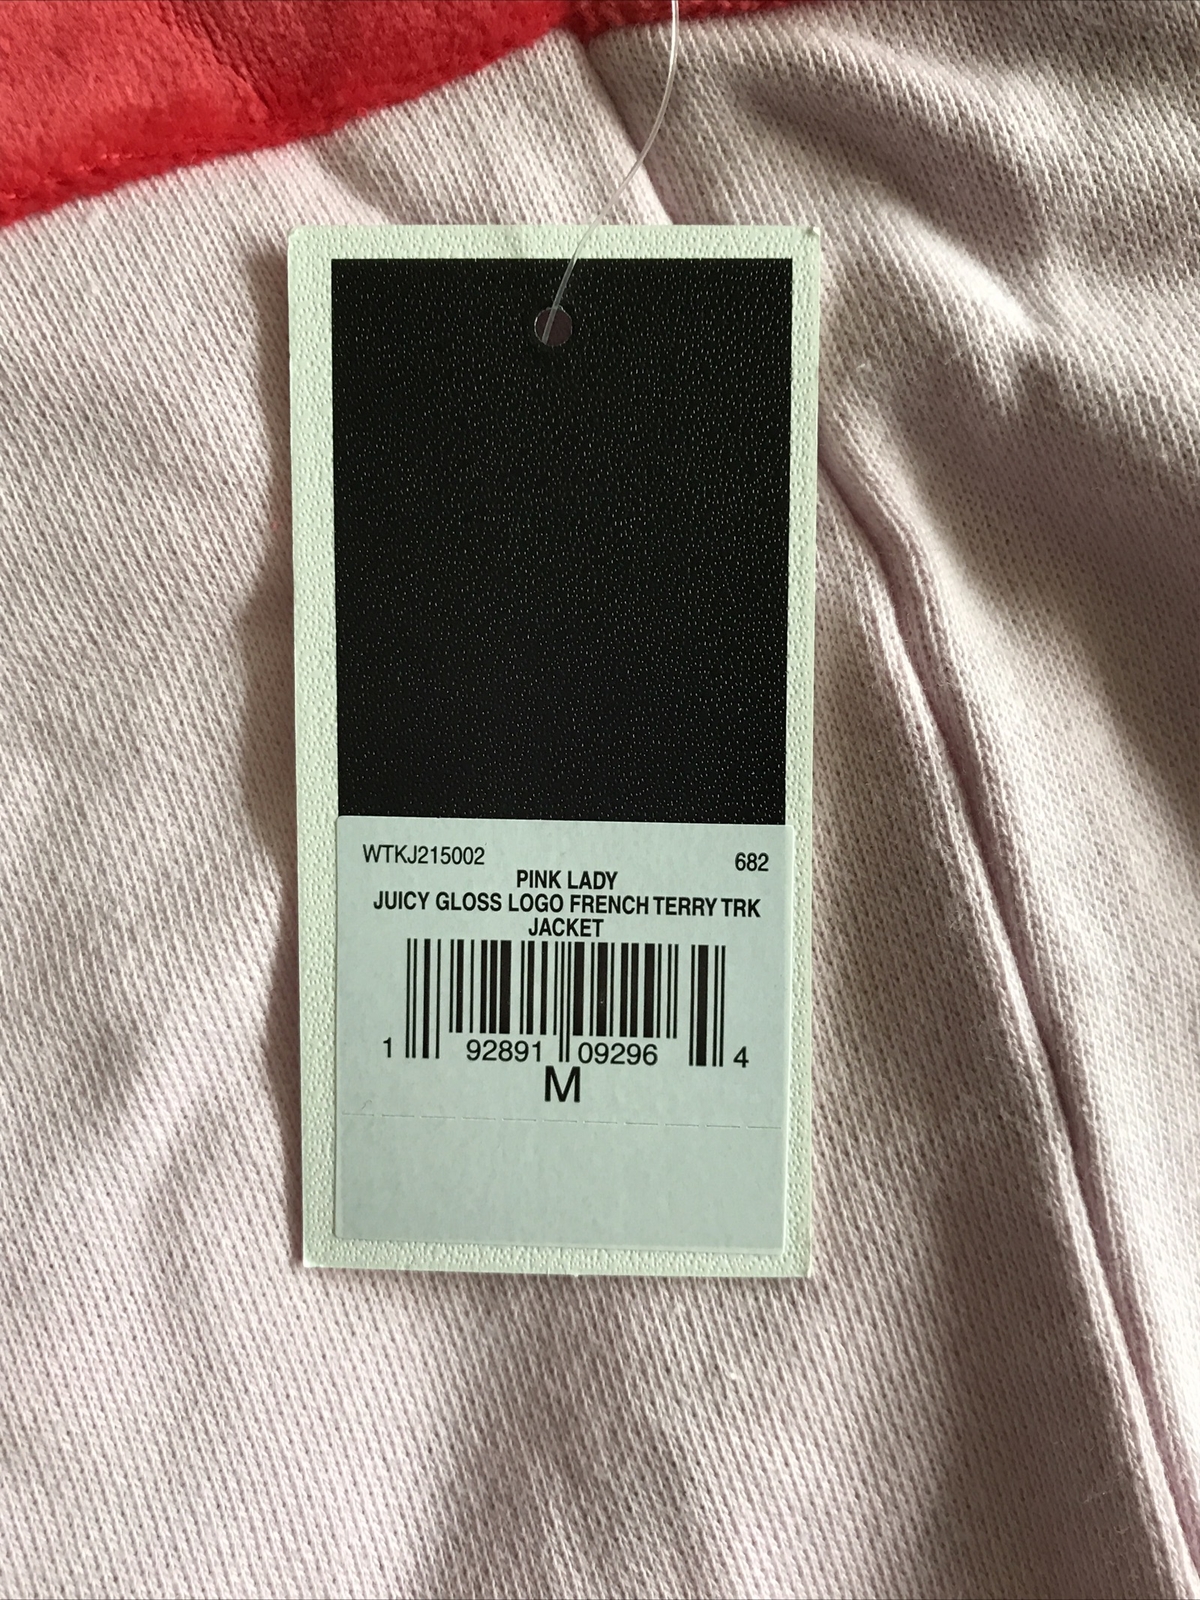 WTKJ215002 682
PINK LADY
JUICY GLOSS LOGO FRENCH TERRY TRK
JACKET
1 92891 09296 4
M